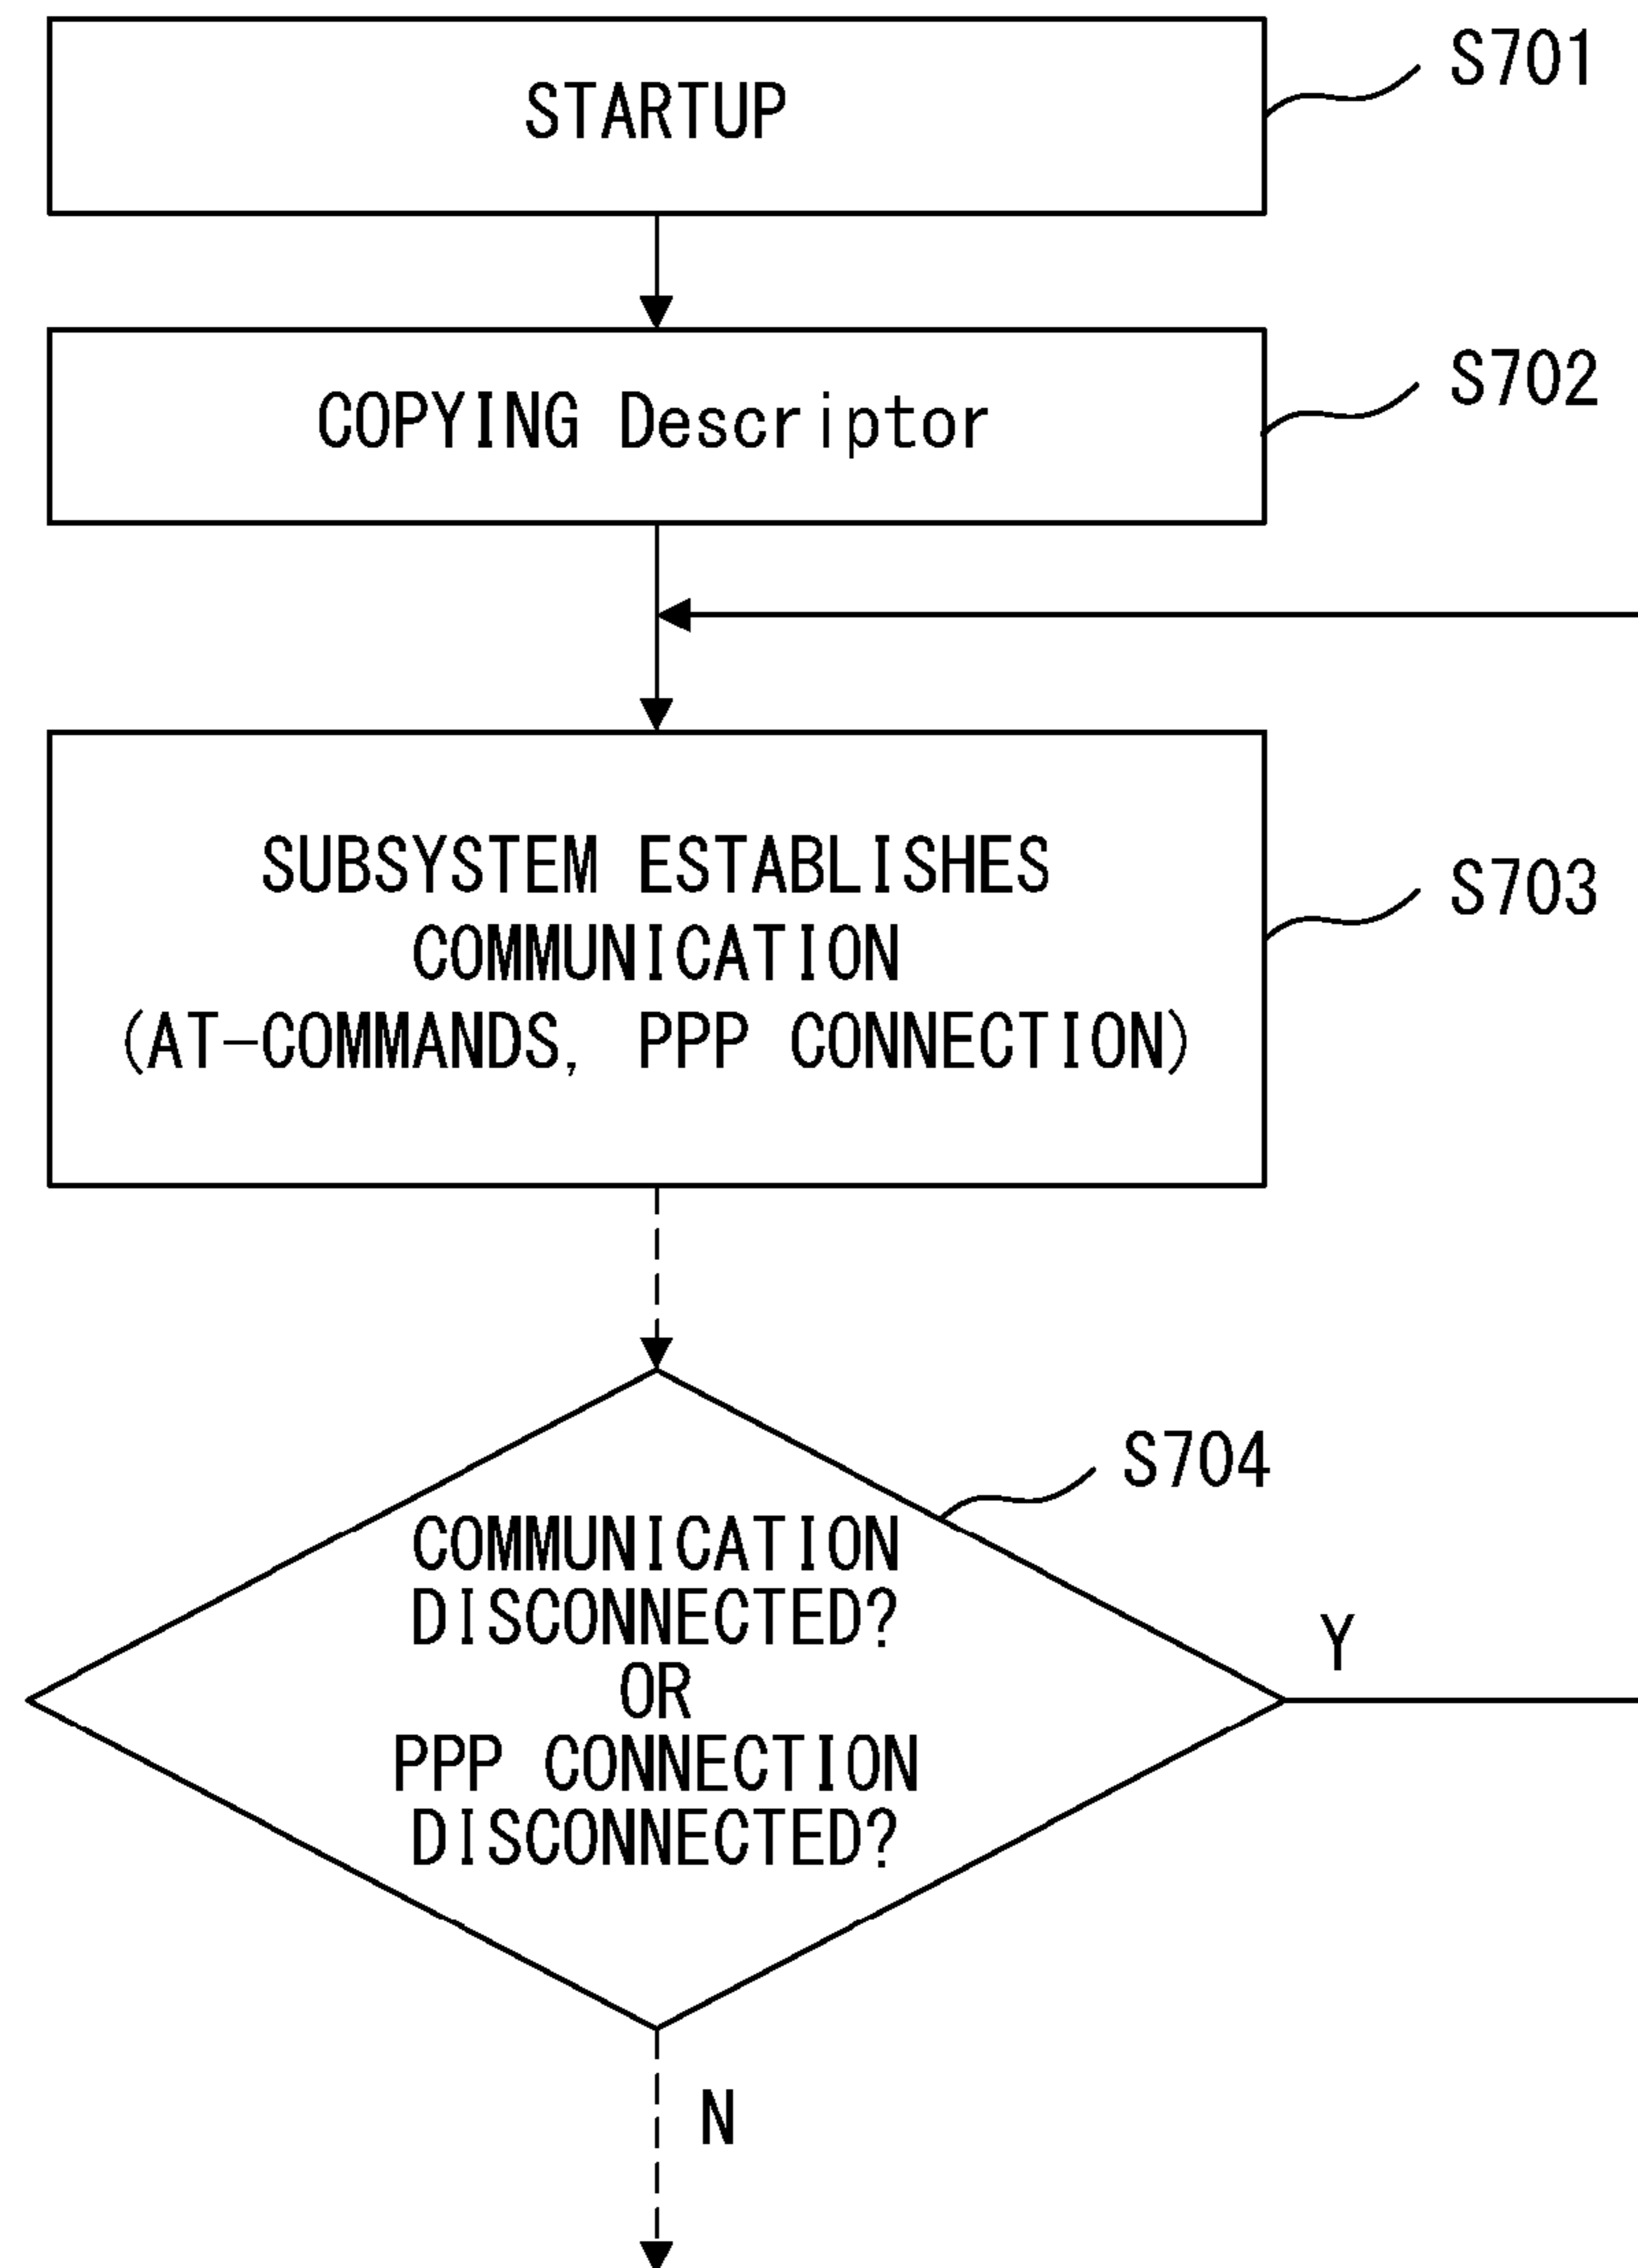 STARTUP
S701
COPYING Descriptor
S702
SUBSYSTEM ESTABLISHES
COMMUNICATION
(AT-COMMANDS, PPP CONNECTION)
S703
S704
COMMUNICATION
DISCONNECTED?
OR
PPP CONNECTION
DISCONNECTED?
Y
N